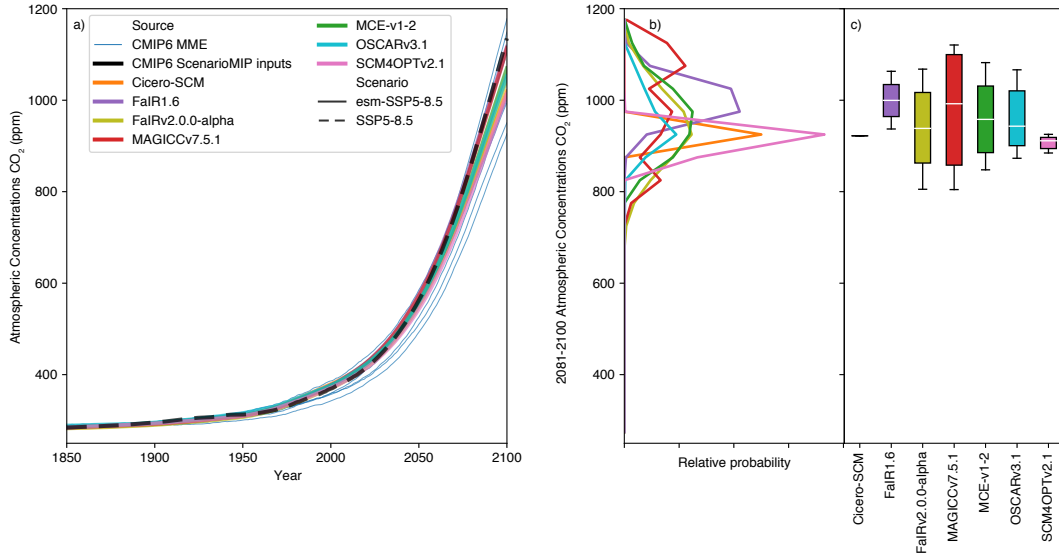 a)
Source
CMIP6 MME
CMIP6 ScenarioMIP inputs
Cicero-SCM
FaIR1.6
FaIRv2.0.0-alpha
MAGICCv7.5.1
MCE-v1-2
OSCARv3.1
SCM4OPTv2.1
Scenario
esm-SSP5-8.5
SSP5-8.5
Atmospheric Concentrations CO₂ (ppm)
1200
1000
800
600
400
1850
1900
1950
2000
2050
2100
Year
b)
2081-2100 Atmospheric Concentrations CO₂ (ppm)
1200
1000
800
600
400
Relative probability
c)
Cicero-SCM
FaIR1.6
FaIRv2.0.0-alpha
MAGICCv7.5.1
MCE-v1-2
OSCARv3.1
SCM4OPTv2.1